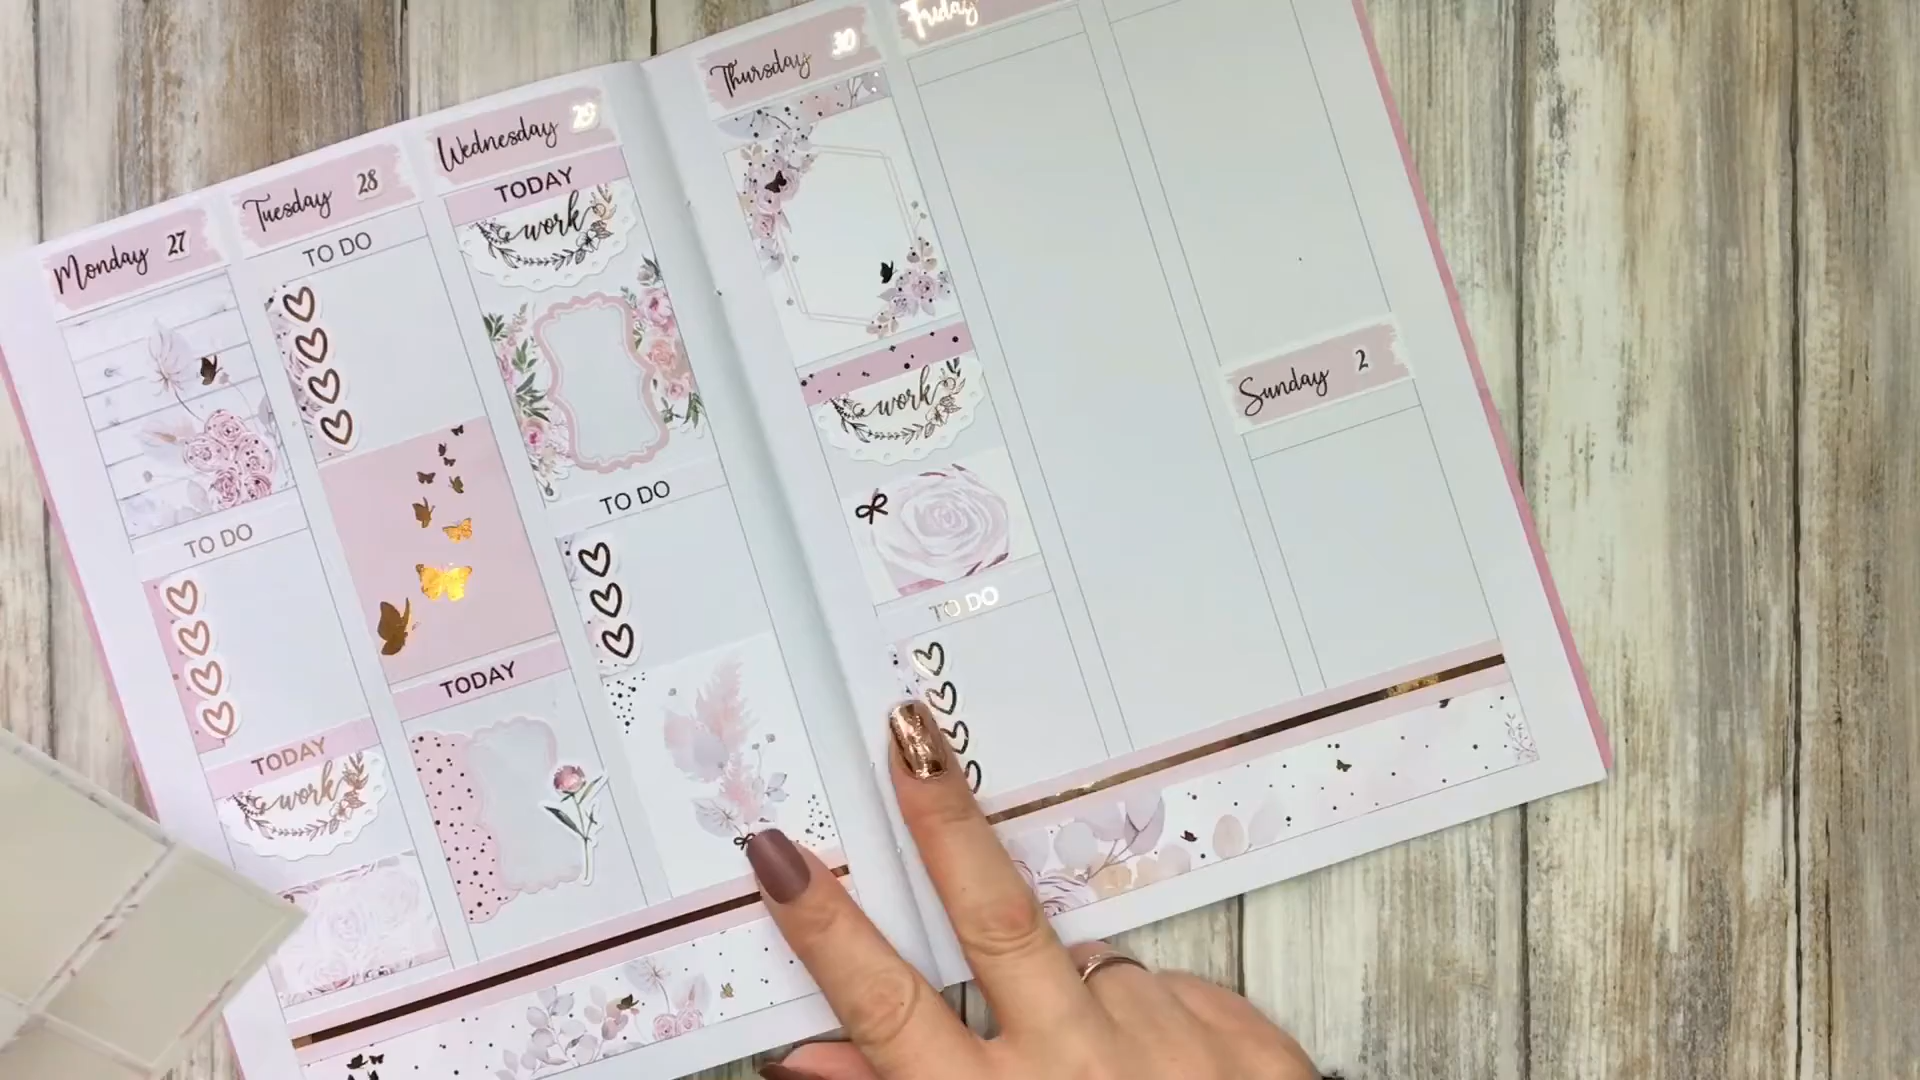 Monday 27
TO DO
TODAY
work
Tuesday 28
TO DO
TODAY
Wednesday 29
TODAY
work
TO DO
Thursday 30
work
TO DO
Friday
Sunday 2